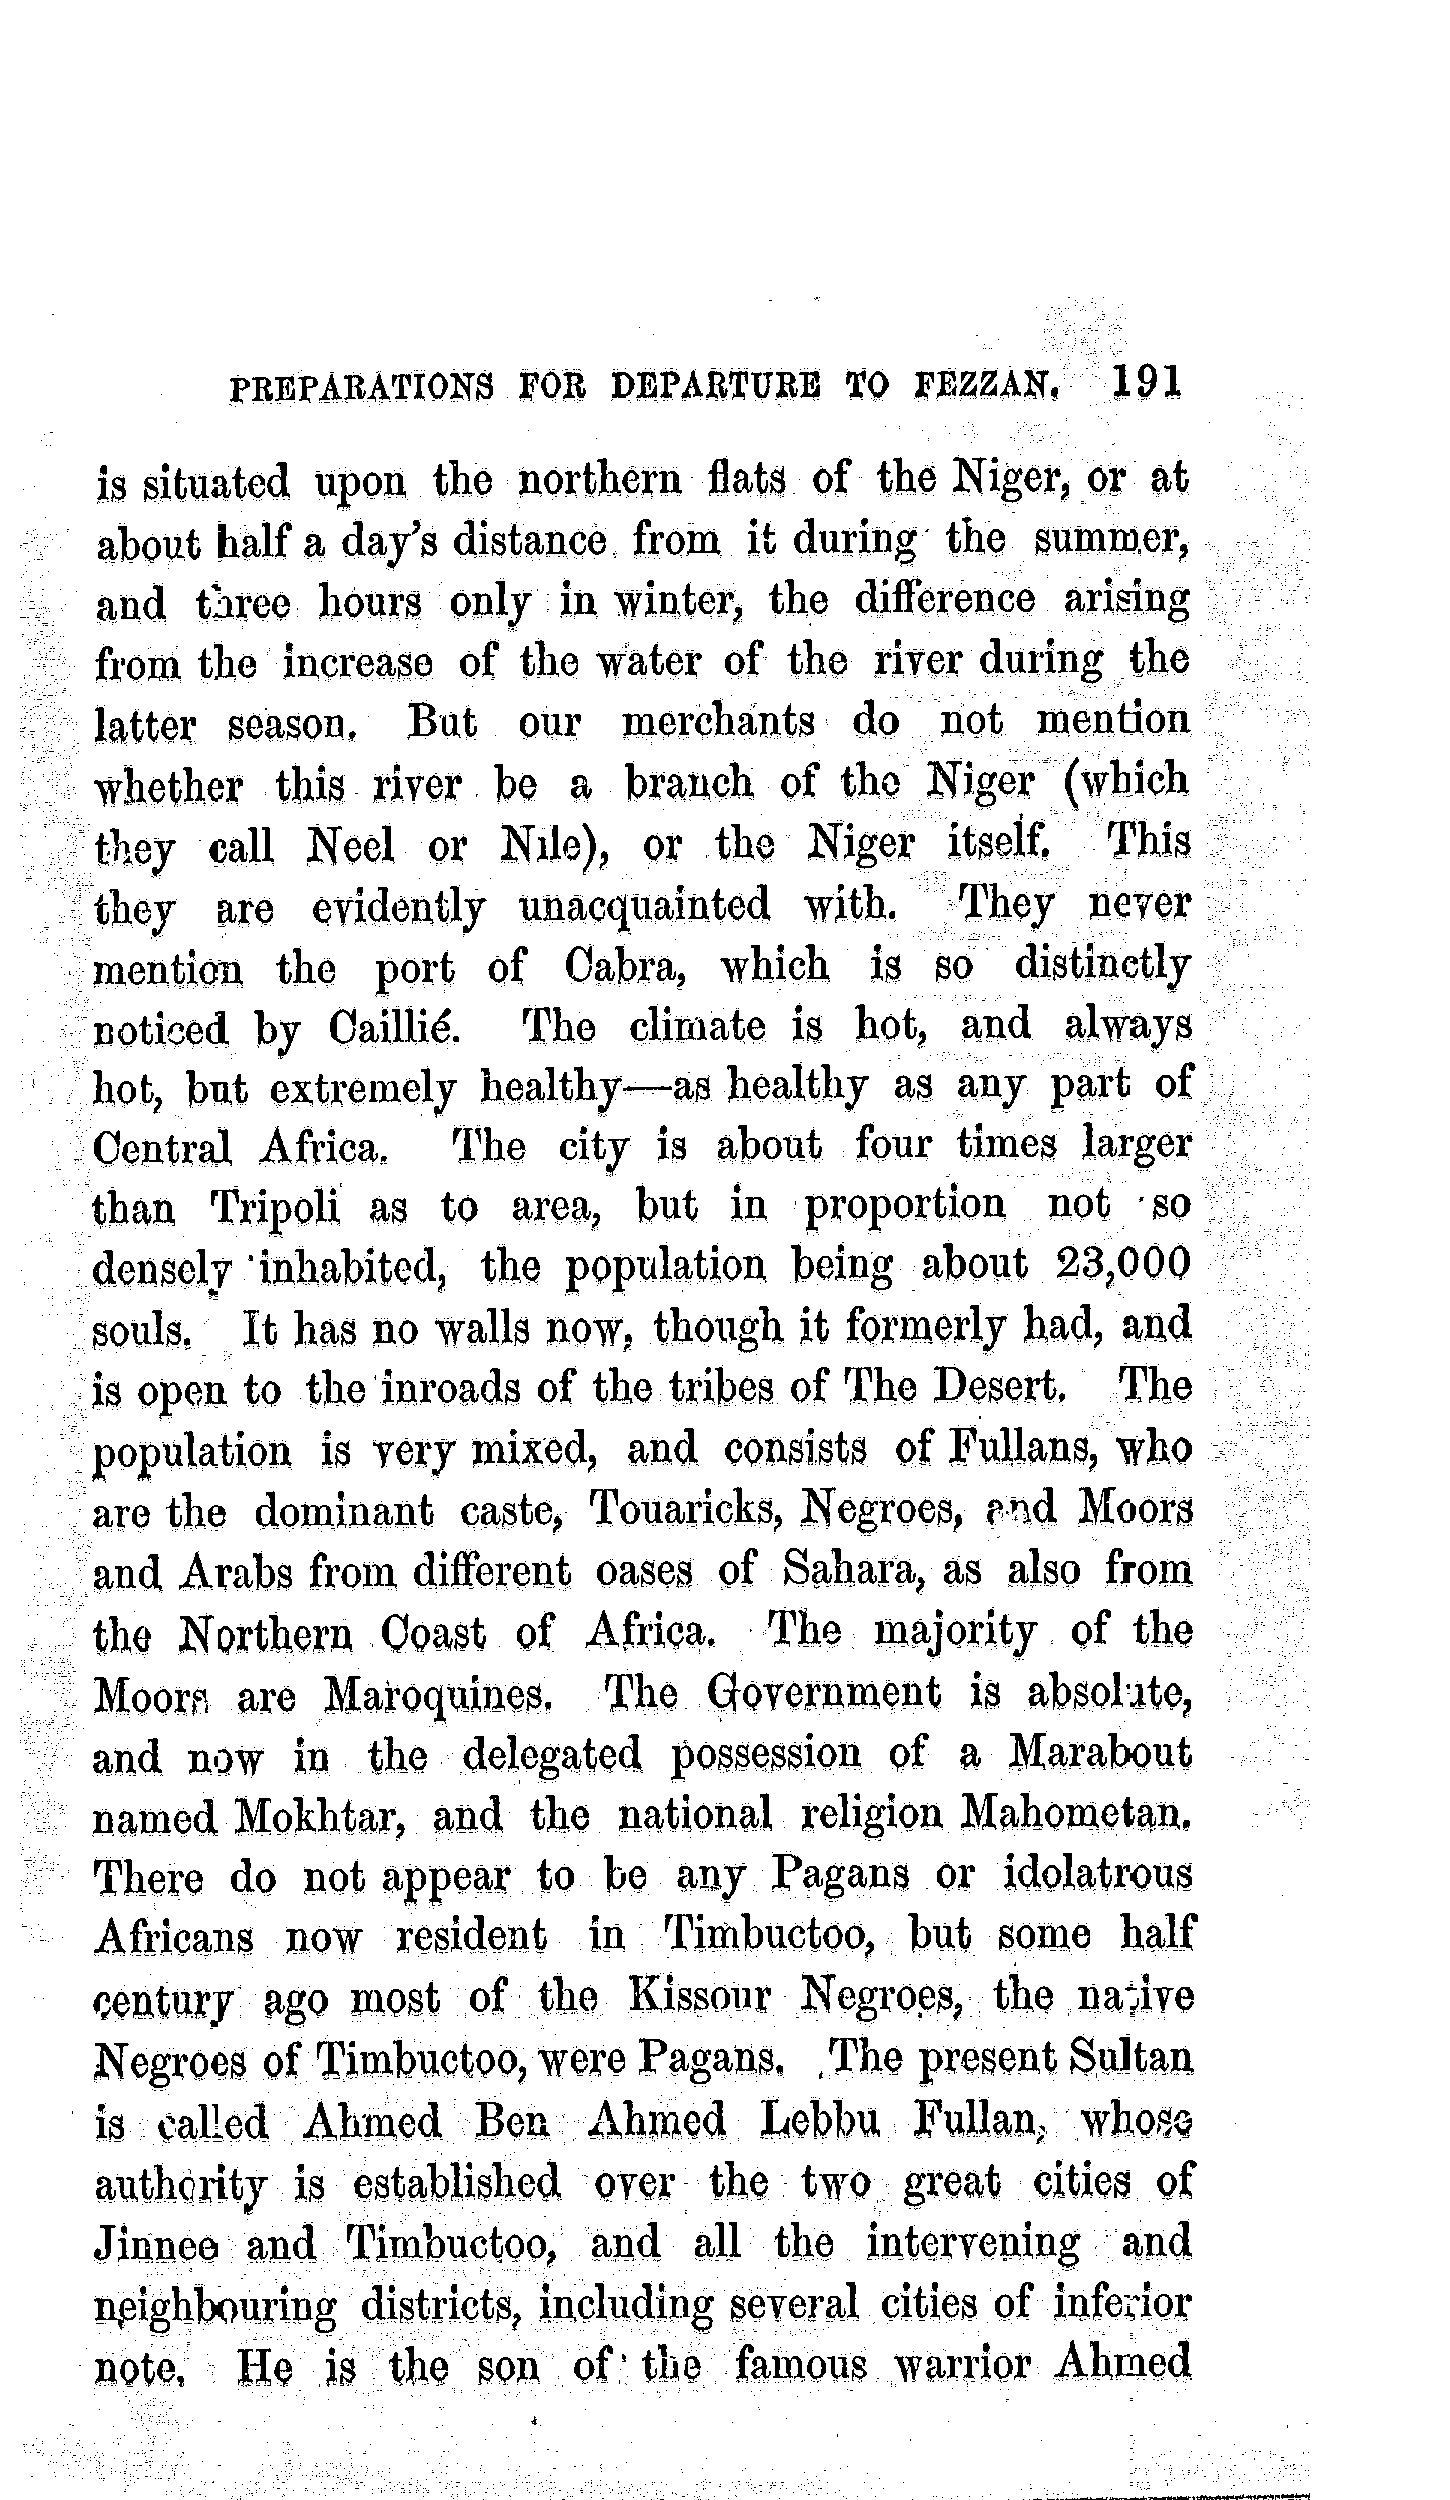 PREPARATIONS FOR DEPARTURE TO FEZZAN. 191
is situated upon the northern flats of the Niger, or at
about half a day's distance from it during the summer,
and three hours only in winter, the difference arising
from the increase of the water of the river during the
latter season. But our merchants do not mention
whether this river be a branch of the Niger (which
they call Neel or Nile), or the Niger itself. This
they are evidently unacquainted with. They never
mention the port of Cabra, which is so distinctly
noticed by Caillié. The climate is hot, and always
hot, but extremely healthy—as healthy as any part of
Central Africa. The city is about four times larger
than Tripoli as to area, but in proportion not so
densely inhabited, the population being about 23,000
souls. It has no walls now, though it formerly had, and
is open to the inroads of the tribes of The Desert. The
population is very mixed, and consists of Fullans, who
are the dominant caste, Touaricks, Negroes, and Moors
and Arabs from different oases of Sahara, as also from
the Northern Coast of Africa. The majority of the
Moors are Maroquines. The Government is absolute,
and now in the delegated possession of a Marabout
named Mokhtar, and the national religion Mahometan.
There do not appear to be any Pagans or idolatrous
Africans now resident in Timbuctoo, but some half
century ago most of the Kissour Negroes, the native
Negroes of Timbuctoo, were Pagans. The present Sultan
is called Ahmed Ben Ahmed Lebbu Fullan, whose
authority is established over the two great cities of
Jinnee and Timbuctoo, and all the intervening and
neighbouring districts, including several cities of inferior
note. He is the son of the famous warrior Ahmed